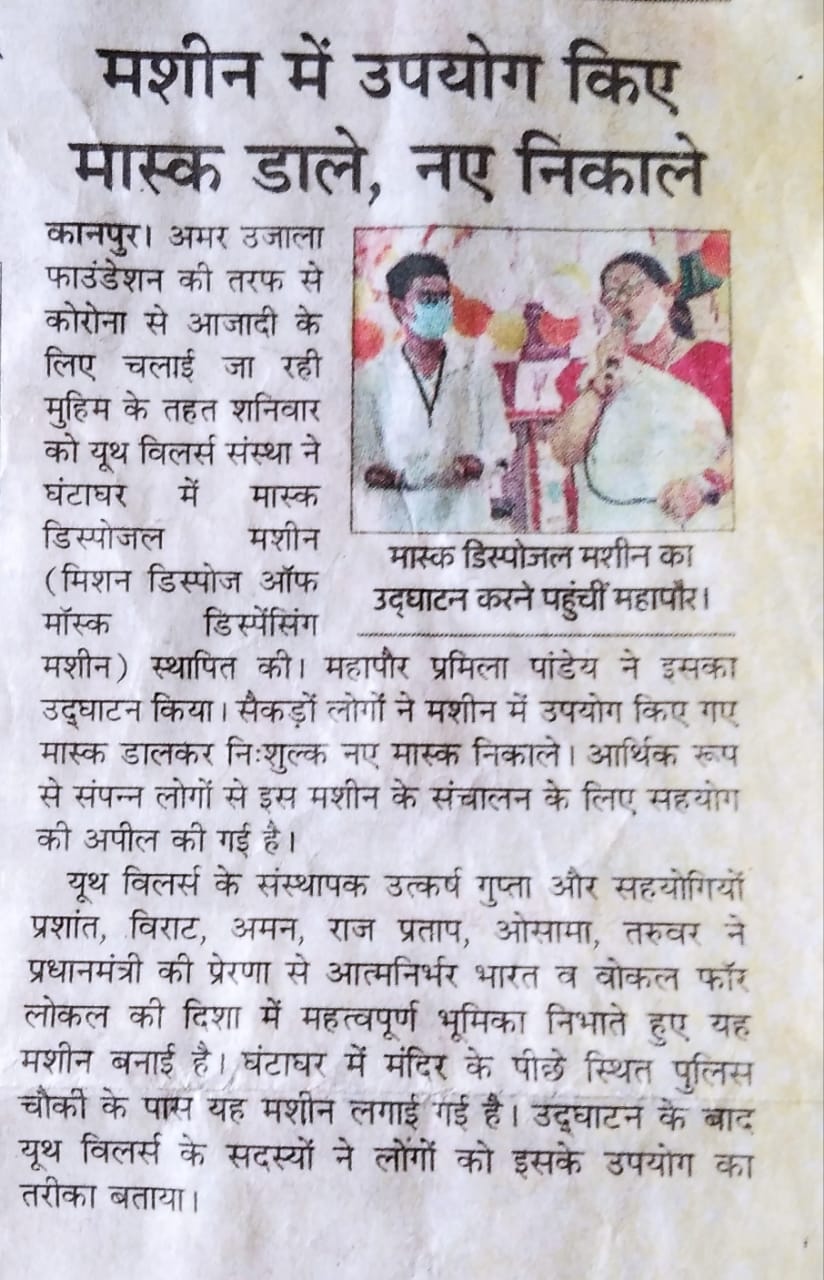 मशीन में उपयोग किए
मास्क डाले, नए निकाले
कानपुर। अमर उजाला
फाउंडेशन की तरफ से
कोरोना से आजादी के
लिए चलाई जा रही
मुहिम के तहत शनिवार
को यूथ विलर्स संस्था ने
घंटाघर में मास्क
डिस्पोजल मशीन
(मिशन डिस्पोज ऑफ
मॉस्क डिस्पेंसिंग
मशीन) स्थापित की। महापौर प्रमिला पांडेय ने इसका
उद्घाटन किया। सैकड़ों लोगों ने मशीन में उपयोग किए गए
मास्क डालकर निःशुल्क नए मास्क निकाले। आर्थिक रूप
से संपन्न लोगों से इस मशीन के संचालन के लिए सहयोग
की अपील की गई है।
यूथ विलर्स के संस्थापक उत्कर्ष गुप्ता और सहयोगियों
प्रशांत, विराट, अमन, राज प्रताप, ओसामा, तरुवर ने
प्रधानमंत्री की प्रेरणा से आत्मनिर्भर भारत व वोकल फॉर
लोकल की दिशा में महत्वपूर्ण भूमिका निभाते हुए यह
मशीन बनाई है। घंटाघर में मंदिर के पीछे स्थित पुलिस
चौकी के पास यह मशीन लगाई गई है। उद्घाटन के बाद
यूथ विलर्स के सदस्यों ने लोंगों को इसके उपयोग का
तरीका बताया।
मास्क डिस्पोजल मशीन का
उद्घाटन करने पहुंचीं महापौर।